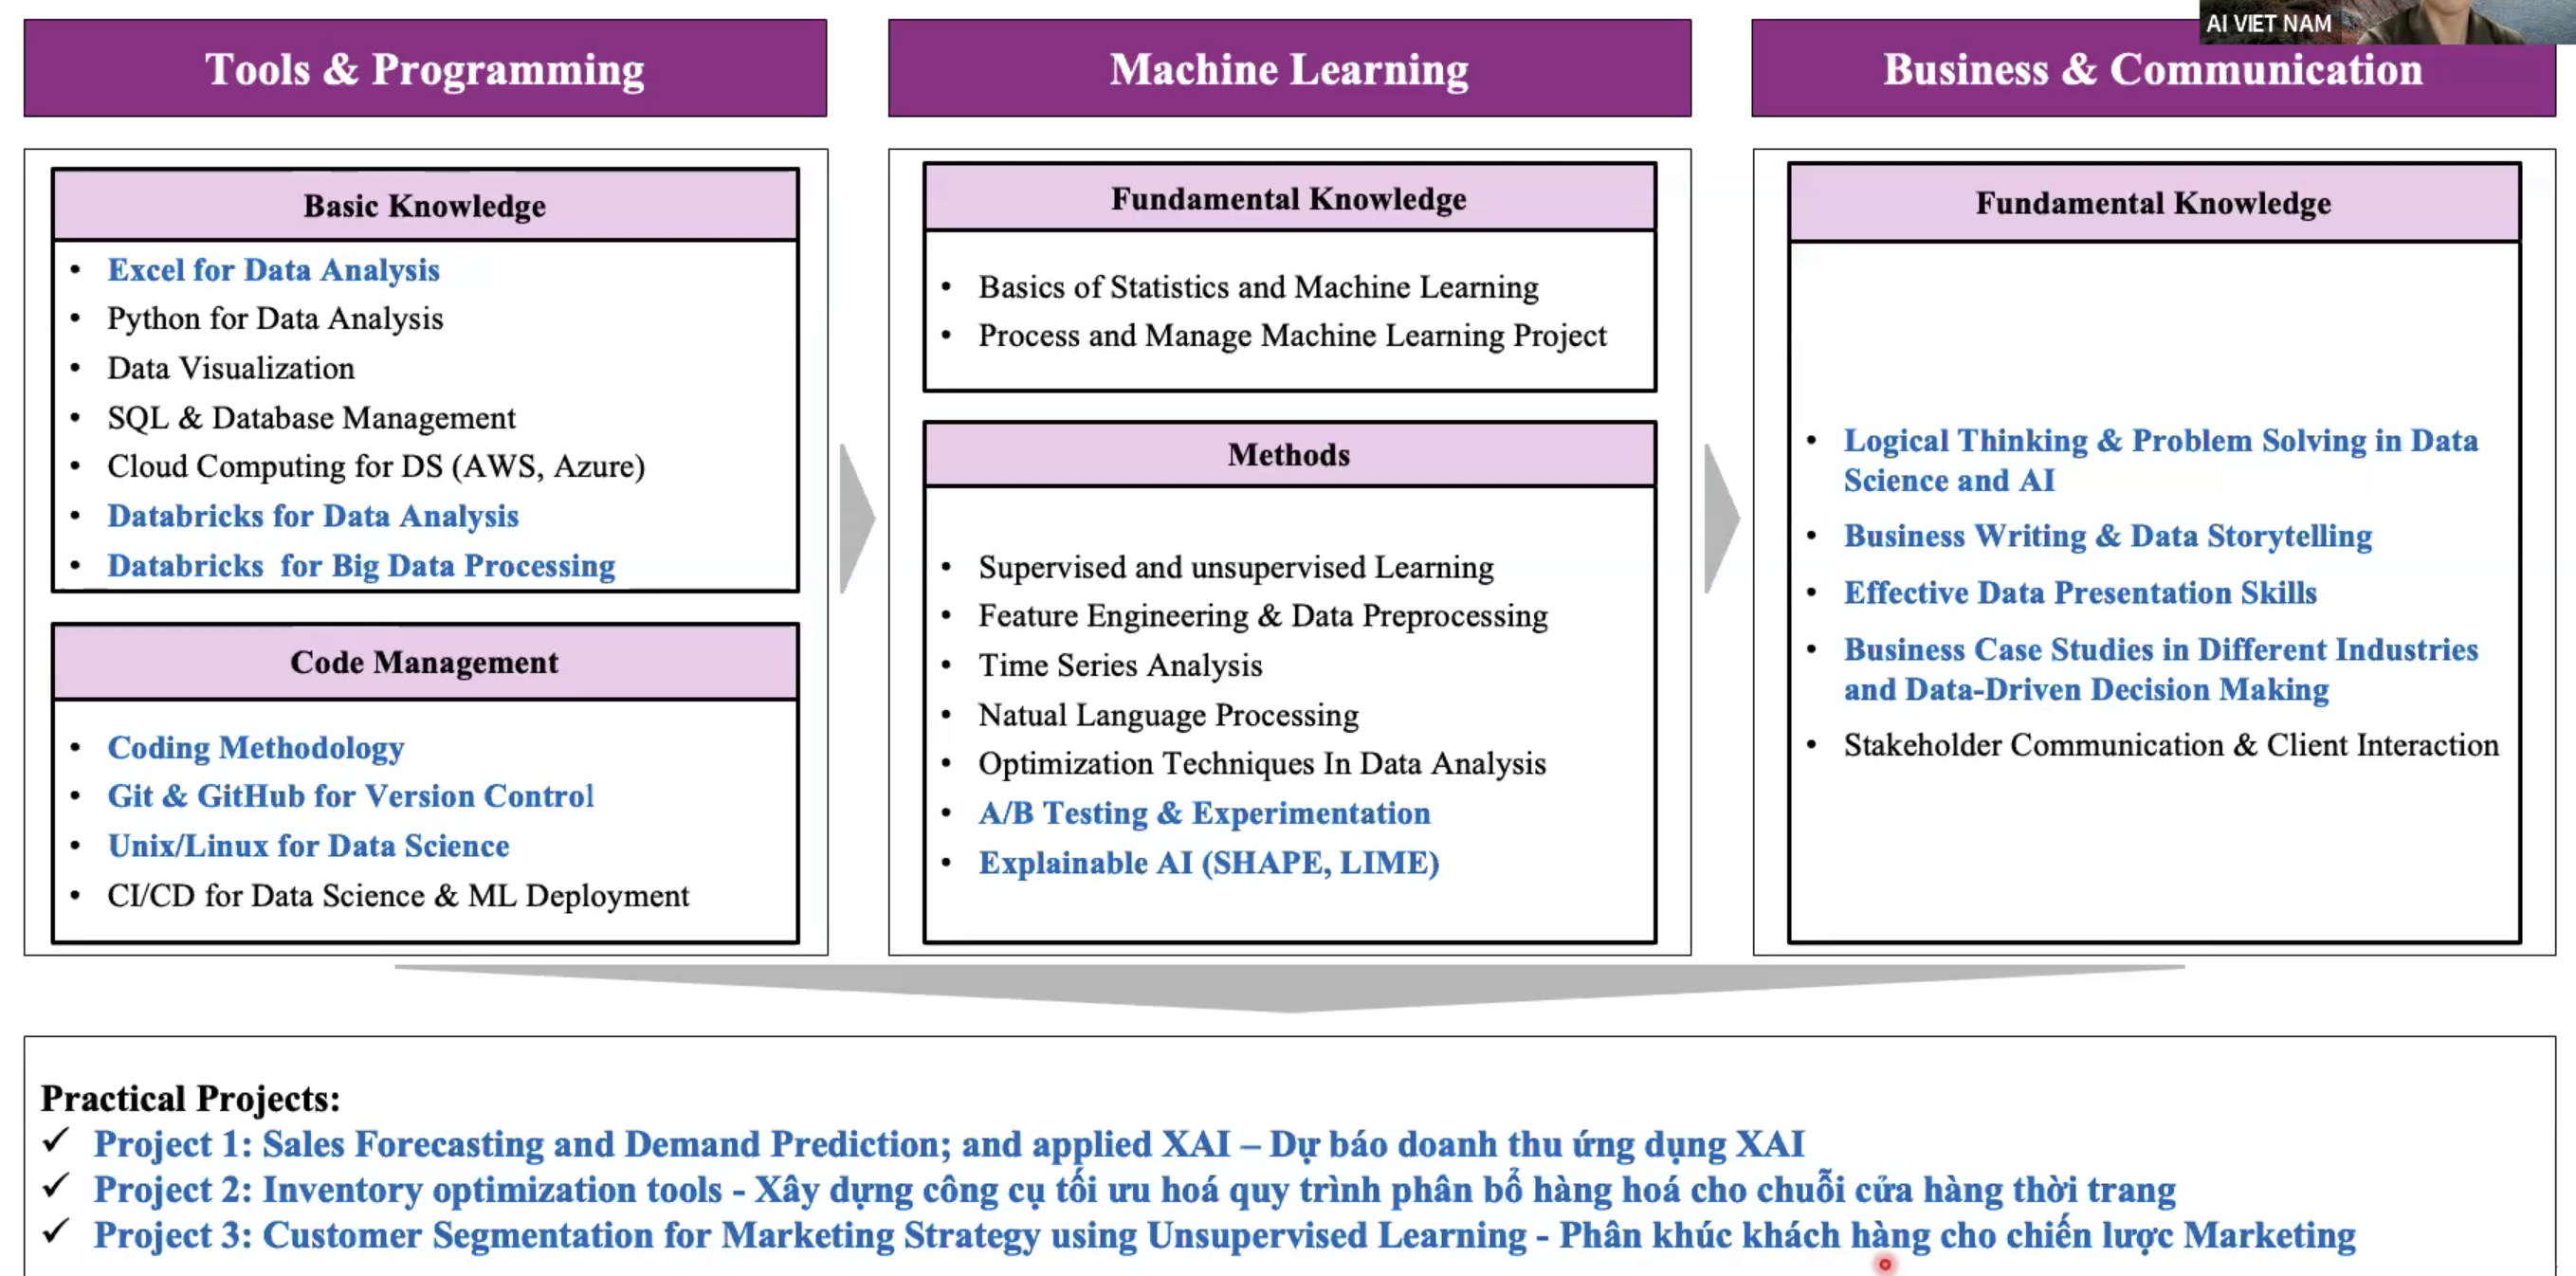 AI VIET NAM
Tools & Programming
Machine Learning
Business & Communication
Basic Knowledge
• Excel for Data Analysis
• Python for Data Analysis
• Data Visualization
• SQL & Database Management
• Cloud Computing for DS (AWS, Azure)
• Databricks for Data Analysis
• Databricks for Big Data Processing
Code Management
• Coding Methodology
• Git & GitHub for Version Control
• Unix/Linux for Data Science
• CI/CD for Data Science & ML Deployment
Fundamental Knowledge
• Basics of Statistics and Machine Learning
• Process and Manage Machine Learning Project
Methods
• Supervised and unsupervised Learning
• Feature Engineering & Data Preprocessing
• Time Series Analysis
• Natual Language Processing
• Optimization Techniques In Data Analysis
• A/B Testing & Experimentation
• Explainable AI (SHAPE, LIME)
Fundamental Knowledge
• Logical Thinking & Problem Solving in Data
Science and AI
• Business Writing & Data Storytelling
• Effective Data Presentation Skills
• Business Case Studies in Different Industries
and Data-Driven Decision Making
• Stakeholder Communication & Client Interaction
Practical Projects:
✓ Project 1: Sales Forecasting and Demand Prediction; and applied XAI – Dự báo doanh thu ứng dụng XAI
✓ Project 2: Inventory optimization tools - Xây dựng công cụ tối ưu hoá quy trình phân bổ hàng hoá cho chuỗi cửa hàng thời trang
✓ Project 3: Customer Segmentation for Marketing Strategy using Unsupervised Learning - Phân khúc khách hàng cho chiến lược Marketing